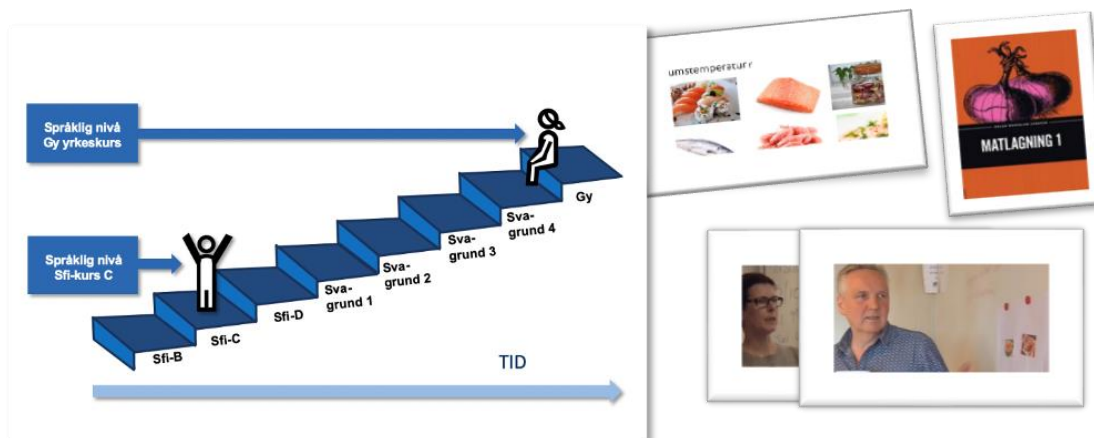 Språklig nivå
Gy yrkeskurs
Språklig nivå
Sfi-kurs C
Sfi-B
Sfi-C
Sfi-D
Sva-
grund 1
Sva-
grund 2
Sva-
grund 3
Sva-
grund 4
Gy
TID
umstemperatur
MATLAGNING 1